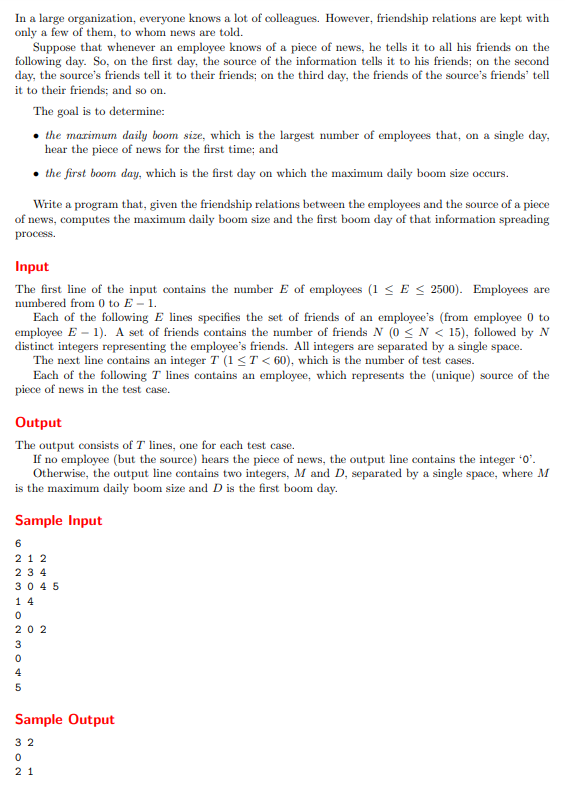 In a large organization, everyone knows a lot of colleagues. However, friendship relations are kept with
only a few of them, to whom news are told.
Suppose that whenever an employee knows of a piece of news, he tells it to all his friends on the
following day. So, on the first day, the source of the information tells it to his friends; on the second
day, the source's friends tell it to their friends; on the third day, the friends of the source's friends' tell
it to their friends; and so on.
The goal is to determine:
• the maximum daily boom size, which is the largest number of employees that, on a single day,
hear the piece of news for the first time; and
• the first boom day, which is the first day on which the maximum daily boom size occurs.
Write a program that, given the friendship relations between the employees and the source of a piece
of news, computes the maximum daily boom size and the first boom day of that information spreading
process.
Input
The first line of the input contains the number E of employees (1 ≤ E ≤ 2500). Employees are
numbered from 0 to E − 1.
Each of the following E lines specifies the set of friends of an employee's (from employee 0 to
employee E − 1). A set of friends contains the number of friends N (0 ≤ N < 15), followed by N
distinct integers representing the employee's friends. All integers are separated by a single space.
The next line contains an integer T (1 ≤ T < 60), which is the number of test cases.
Each of the following T lines contains an employee, which represents the (unique) source of the
piece of news in the test case.
Output
The output consists of T lines, one for each test case.
If no employee (but the source) hears the piece of news, the output line contains the integer '0'.
Otherwise, the output line contains two integers, M and D, separated by a single space, where M
is the maximum daily boom size and D is the first boom day.
Sample Input
6
2 1 2
2 3 4
3 0 4 5
1 4
0
2 0 2
3
0
4
5
Sample Output
3 2
0
2 1